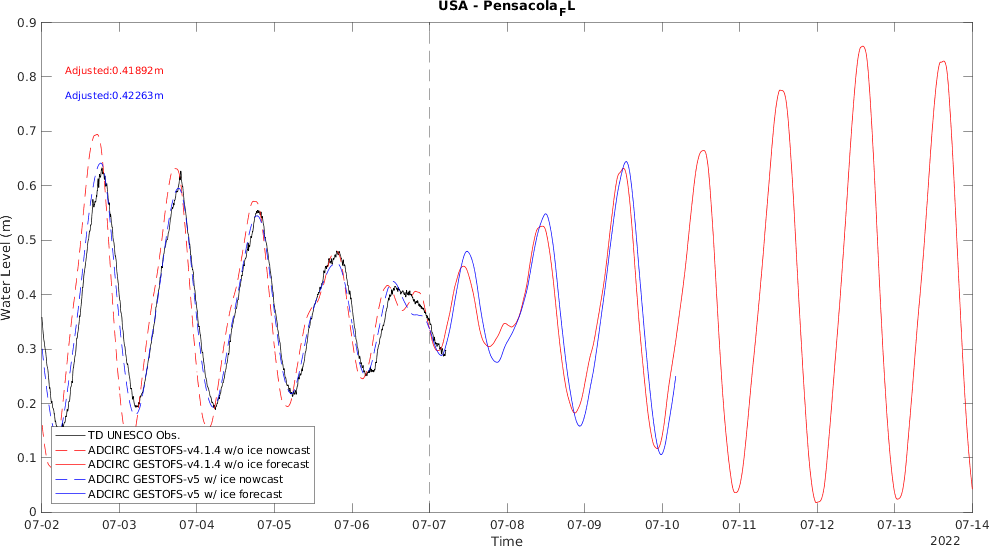 USA - Pensacola_FL
0.9
0.8
0.7
0.6
0.5
0.4
0.3
0.2
0.1
0
Water Level (m)
Adjusted:0.41892m
Adjusted:0.42263m
TD UNESCO Obs.
ADCIRC GESTOFS-v4.1.4 w/o ice nowcast
ADCIRC GESTOFS-v4.1.4 w/o ice forecast
ADCIRC GESTOFS-v5 w/ ice nowcast
ADCIRC GESTOFS-v5 w/ ice forecast
07-02 07-03 07-04 07-05 07-06 07-07 07-08 07-09 07-10 07-11 07-12 07-13 07-14
Time
2022